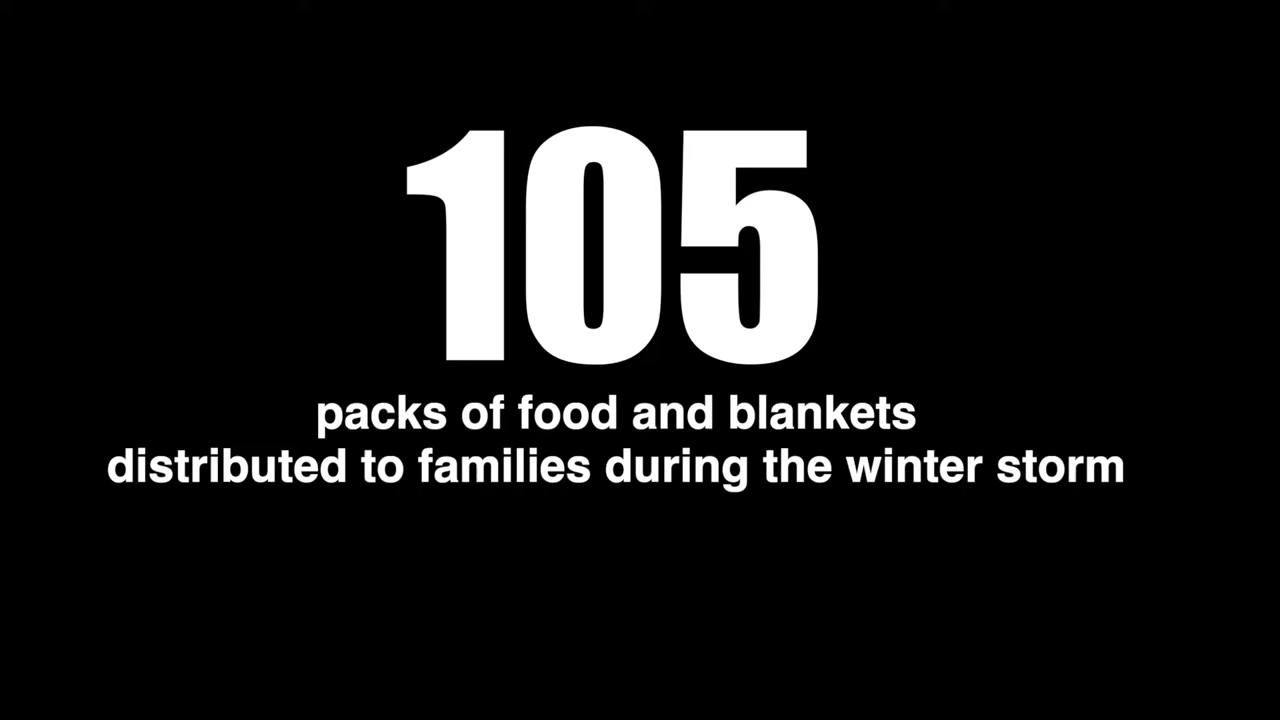 105
packs of food and blankets
distributed to families during the winter storm